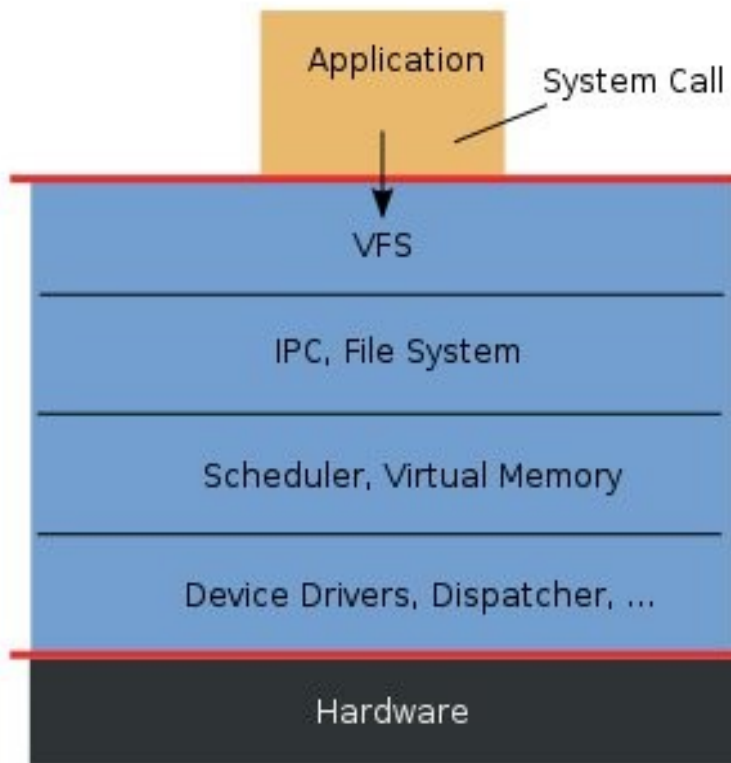 Application
System Call
VFS
IPC, File System
Scheduler, Virtual Memory
Device Drivers, Dispatcher, ...
Hardware